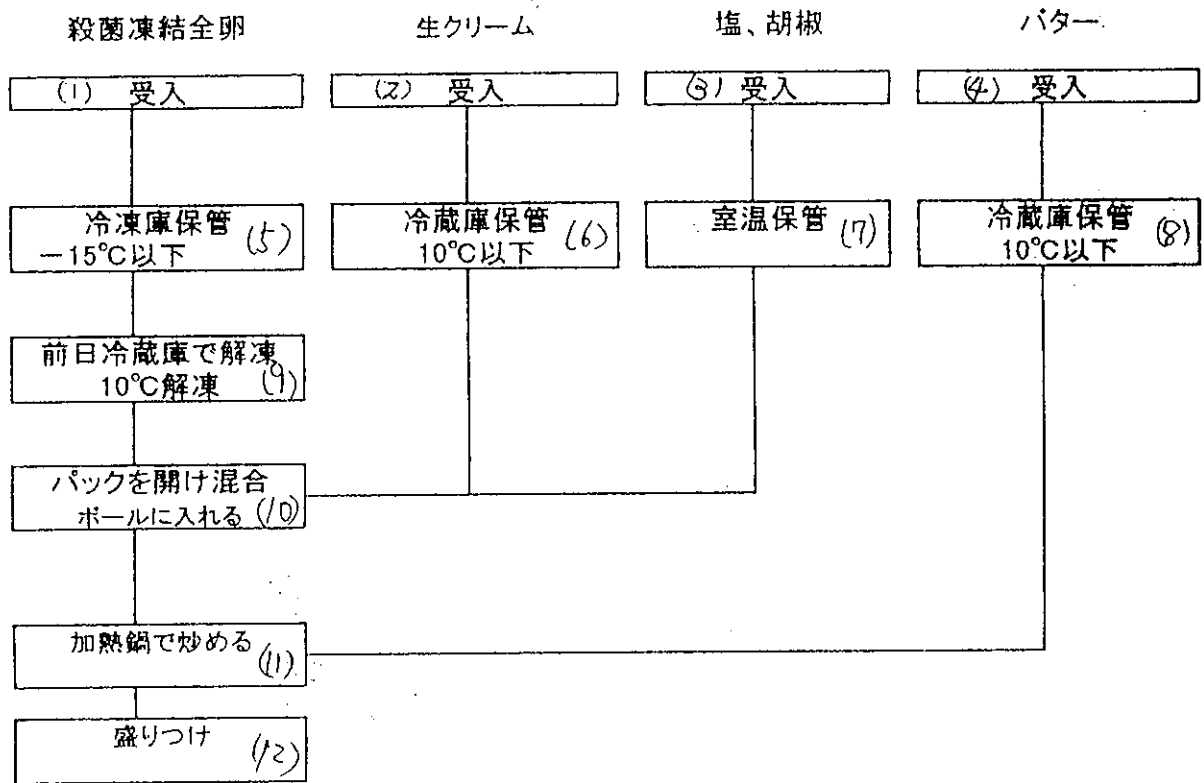 殺菌凍結全卵
生クリーム
塩、胡椒
バター
(1) 受入
(2) 受入
(3) 受入
(4) 受入
冷凍庫保管
－15℃以下 (5)
冷蔵庫保管
10℃以下 (6)
室温保管 (7)
冷蔵庫保管
10℃以下 (8)
前日冷蔵庫で解凍
10℃解凍 (9)
パックを開け混合
ボールに入れる (10)
加熱鍋で炒める
(11)
盛りつけ
(12)